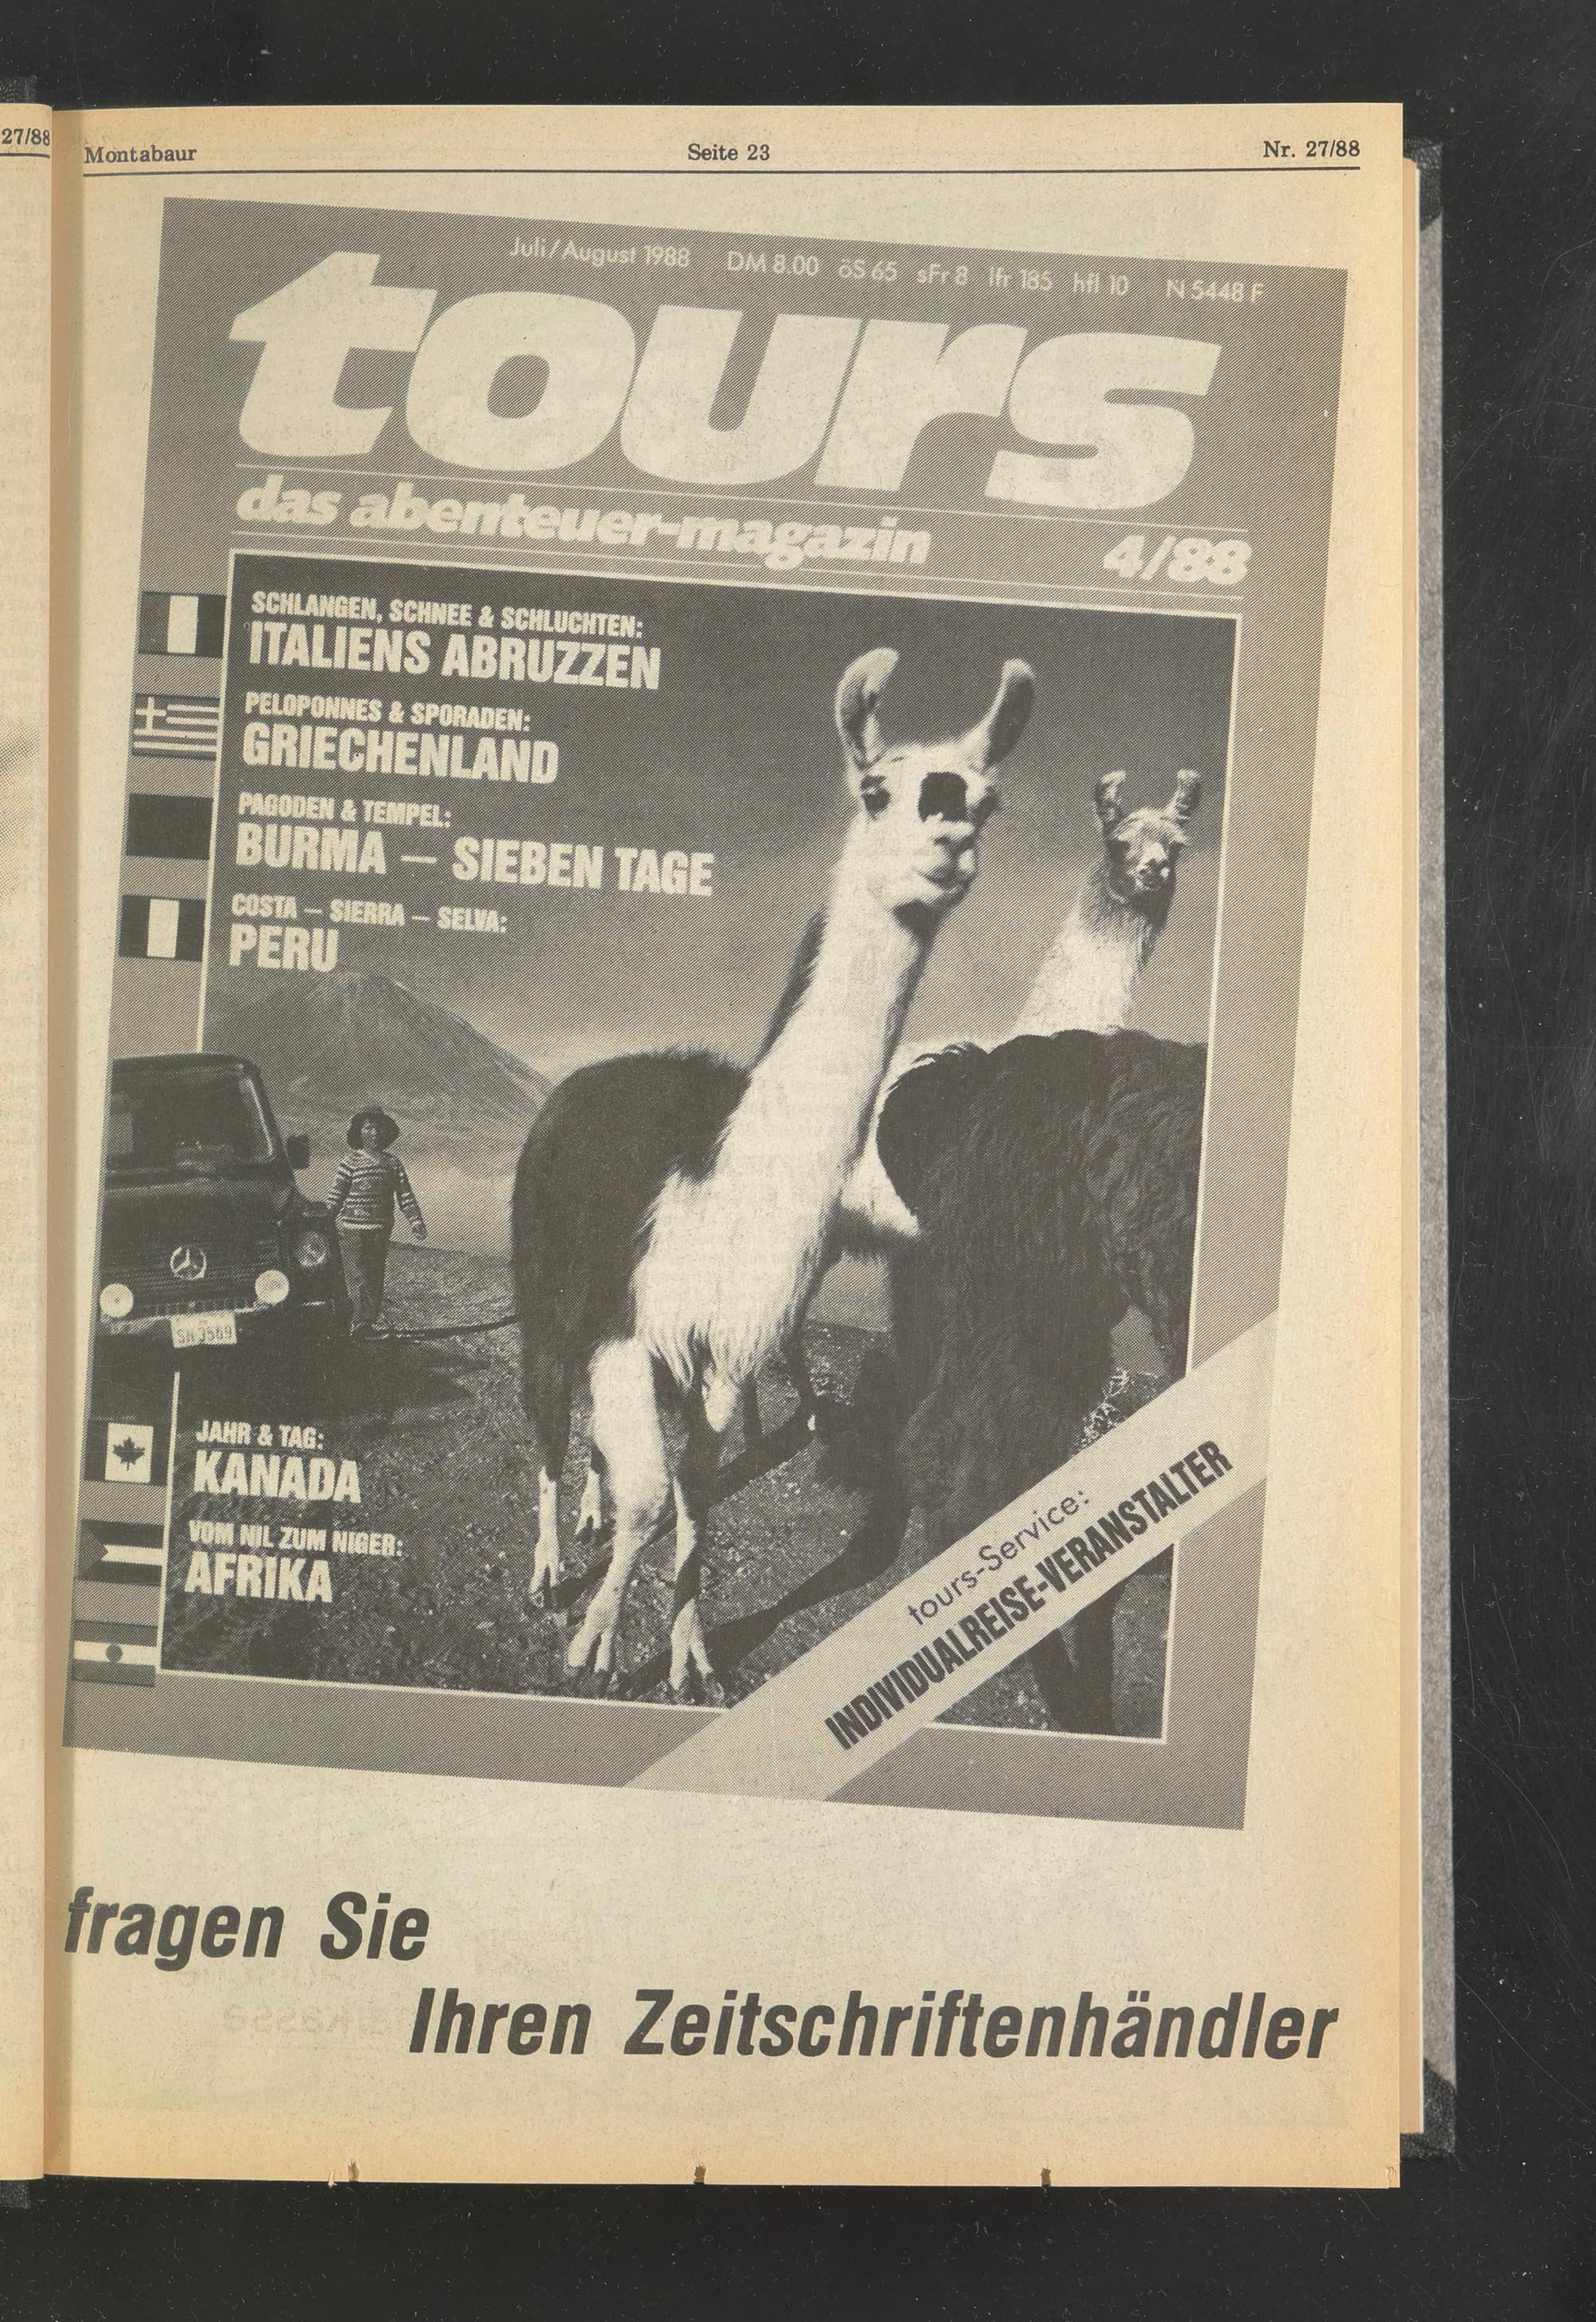 27/88
Montabaur Seite 23 Nr. 27/88
Juli/August 1988 DM 8.00 öS 65 sFr 8 lfr 185 hfl 10 N 5448 F
tours
das abenteuer-magazin 4/88
SCHLANGEN, SCHNEE & SCHLUCHTEN:
ITALIENS ABRUZZEN
PELOPONNES & SPORADEN:
GRIECHENLAND
PAGODEN & TEMPEL:
BURMA – SIEBEN TAGE
COSTA – SIERRA – SELVA:
PERU
JAHR & TAG:
KANADA
VOM NIL ZUM NIGER:
AFRIKA
tours-Service:
INDIVIDUALREISE-VERANSTALTER
fragen Sie
Ihren Zeitschriftenhändler